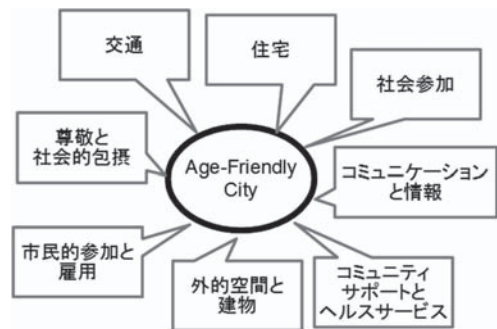 交通
住宅
社会参加
尊敬と
社会的包摂
Age-Friendly
City
コミュニケーション
と情報
市民的参加と
雇用
外的空間と
建物
コミュニティ
サポートと
ヘルスサービス